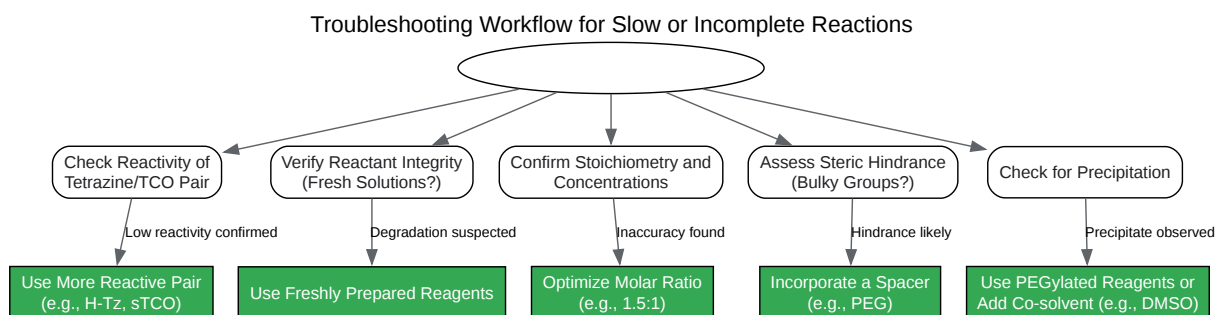 Troubleshooting Workflow for Slow or Incomplete Reactions
Check Reactivity of
Tetrazine/TCO Pair
Verify Reactant Integrity
(Fresh Solutions?)
Confirm Stoichiometry and
Concentrations
Assess Steric Hindrance
(Bulky Groups?)
Check for Precipitation
Low reactivity confirmed
Degradation suspected
Inaccuracy found
Hindrance likely
Precipitate observed
Use More Reactive Pair
(e.g., H-Tz, sTCO)
Use Freshly Prepared Reagents
Optimize Molar Ratio
(e.g., 1.5:1)
Incorporate a Spacer
(e.g., PEG)
Use PEGylated Reagents or
Add Co-solvent (e.g., DMSO)